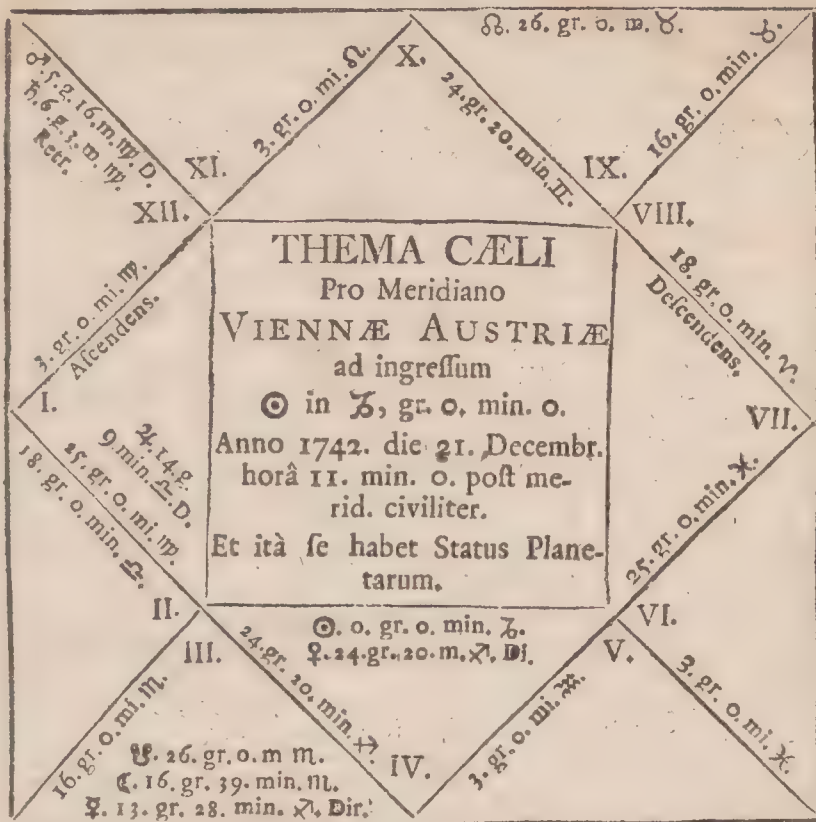 ☊. 26. gr. 0. m. ♉.
♂. 5. g. 16. m. ♍ D.
♄. 6. g. 3. m. ♍.
Retr.
XI.
3. gr. 0. mi. ♌.
X.
24. gr. 20. min. ♊.
IX.
16. gr. 0. min. ♉.
XII.
VIII.
3. gr. 0. mi. ♍.
Aſcendens.
18. gr. 0. min. ♈.
Deſcendens.
THEMA CÆLI
Pro Meridiano
VIENNÆ AUSTRIÆ
ad ingreſſum
☉ in ♑, gr. 0. min. 0.
Anno 1742. die 21. Decembr.
horâ 11. min. 0. poſt me-
rid. civiliter.
Et ità ſe habet Status Plane-
tarum.
I.
VII.
♃. 14. g.
9. min. ♎. D.
25. gr. 0. mi. ♍.
18. gr. 0. min. ♎.
25. gr. 0. min. ♓.
II.
III.
VI.
V.
☉. 0. gr. 0. min. ♑.
♀. 24. gr. 20. m. ♐. Di.
16. gr. 0. mi. ♏.
24. gr. 20. min. ♐.
IV.
3. gr. 0. mi. ♒.
3. gr. 0. mi. ♓.
☋. 26. gr. 0. m ♏.
☾. 16. gr. 39. min. ♏.
☿. 13. gr. 28. min. ♐. Dir.